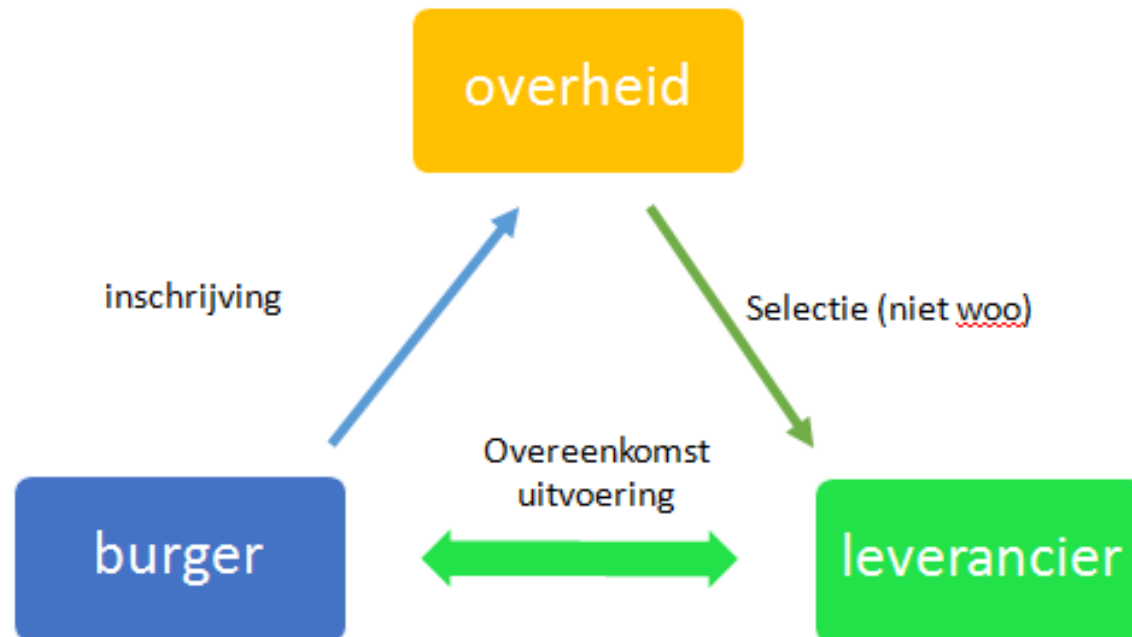 overheid
inschrijving
Selectie (niet woo)
Overeenkomst
uitvoering
burger
leverancier